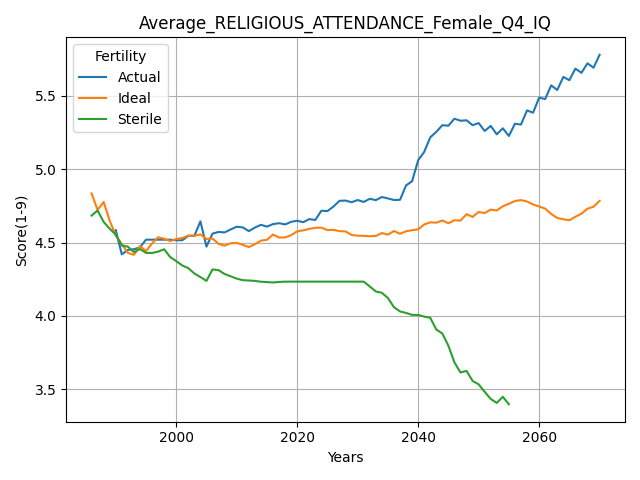 Average_RELIGIOUS_ATTENDANCE_Female_Q4_IQ
Fertility
Actual
Ideal
Sterile
Score(1-9)
5.5
5.0
4.5
4.0
3.5
2000 2020 2040 2060
Years